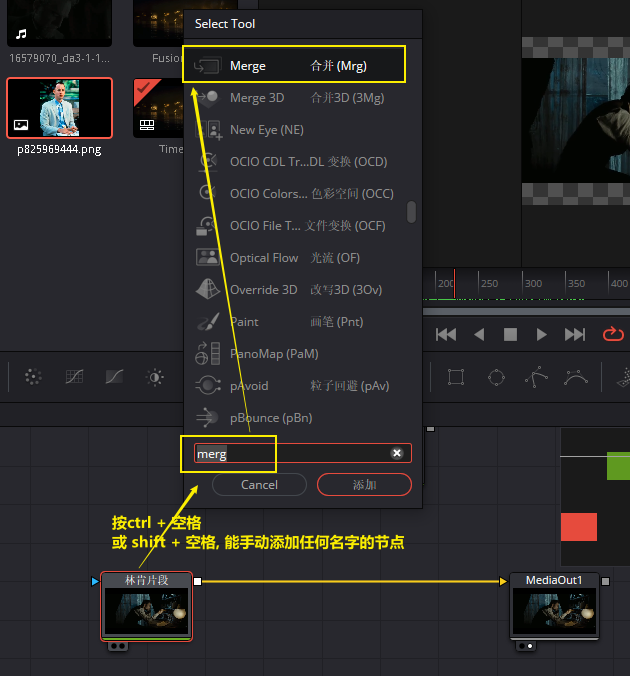 Select Tool
16579070_da3-1-1...
Fusion
p825969444.png
Time
Merge 合并 (Mrg)
Merge 3D 合并3D (3Mg)
New Eye (NE)
OCIO CDL Tr...DL 变换 (OCD)
OCIO Colors... 色彩空间 (OCC)
OCIO File T... 文件变换 (OCF)
Optical Flow 光流 (OF)
Override 3D 改写3D (3Ov)
Paint 画笔 (Pnt)
PanoMap (PaM)
pAvoid 粒子回避 (pAv)
pBounce (pBn)
200 250 300 350 400
merg
Cancel 添加
按ctrl + 空格
或 shift + 空格, 能手动添加任何名字的节点
林肯片段
MediaOut1